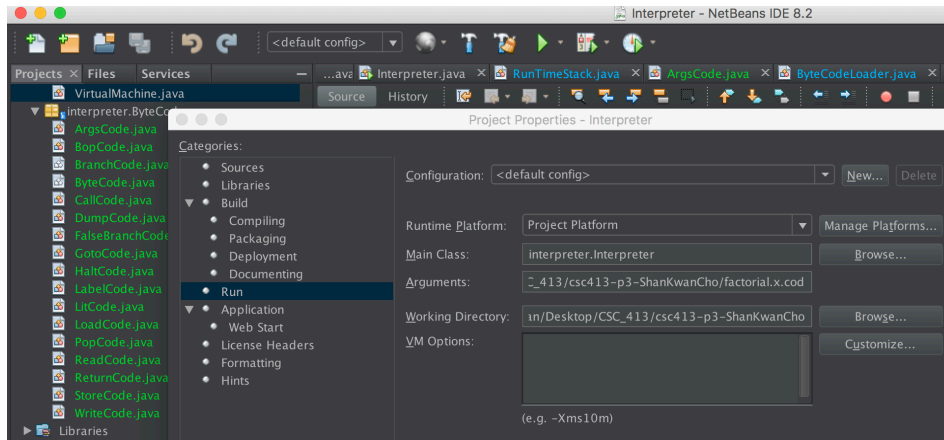 Interpreter - NetBeans IDE 8.2
<default config>
Projects × Files Services
...ava Interpreter.java × RunTimeStack.java × ArgsCode.java × ByteCodeLoader.java ×
VirtualMachine.java
Source History
interpreter.ByteCo
Project Properties - Interpreter
ArgsCode.java
BopCode.java
BranchCode.java
ByteCode.java
CallCode.java
DumpCode.java
FalseBranchCode
GotoCode.java
HaltCode.java
LabelCode.java
LitCode.java
LoadCode.java
PopCode.java
ReadCode.java
ReturnCode.java
StoreCode.java
WriteCode.java
Libraries
Categories:
Sources
Libraries
Build
Compiling
Packaging
Deployment
Documenting
Run
Application
Web Start
License Headers
Formatting
Hints
Configuration: <default config> New... Delete
Runtime Platform: Project Platform Manage Platforms...
Main Class: interpreter.Interpreter Browse...
Arguments: C_413/csc413-p3-ShanKwanCho/factorial.x.cod
Working Directory: in/Desktop/CSC_413/csc413-p3-ShanKwanCho Browse...
VM Options: Customize...
(e.g. -Xms10m)